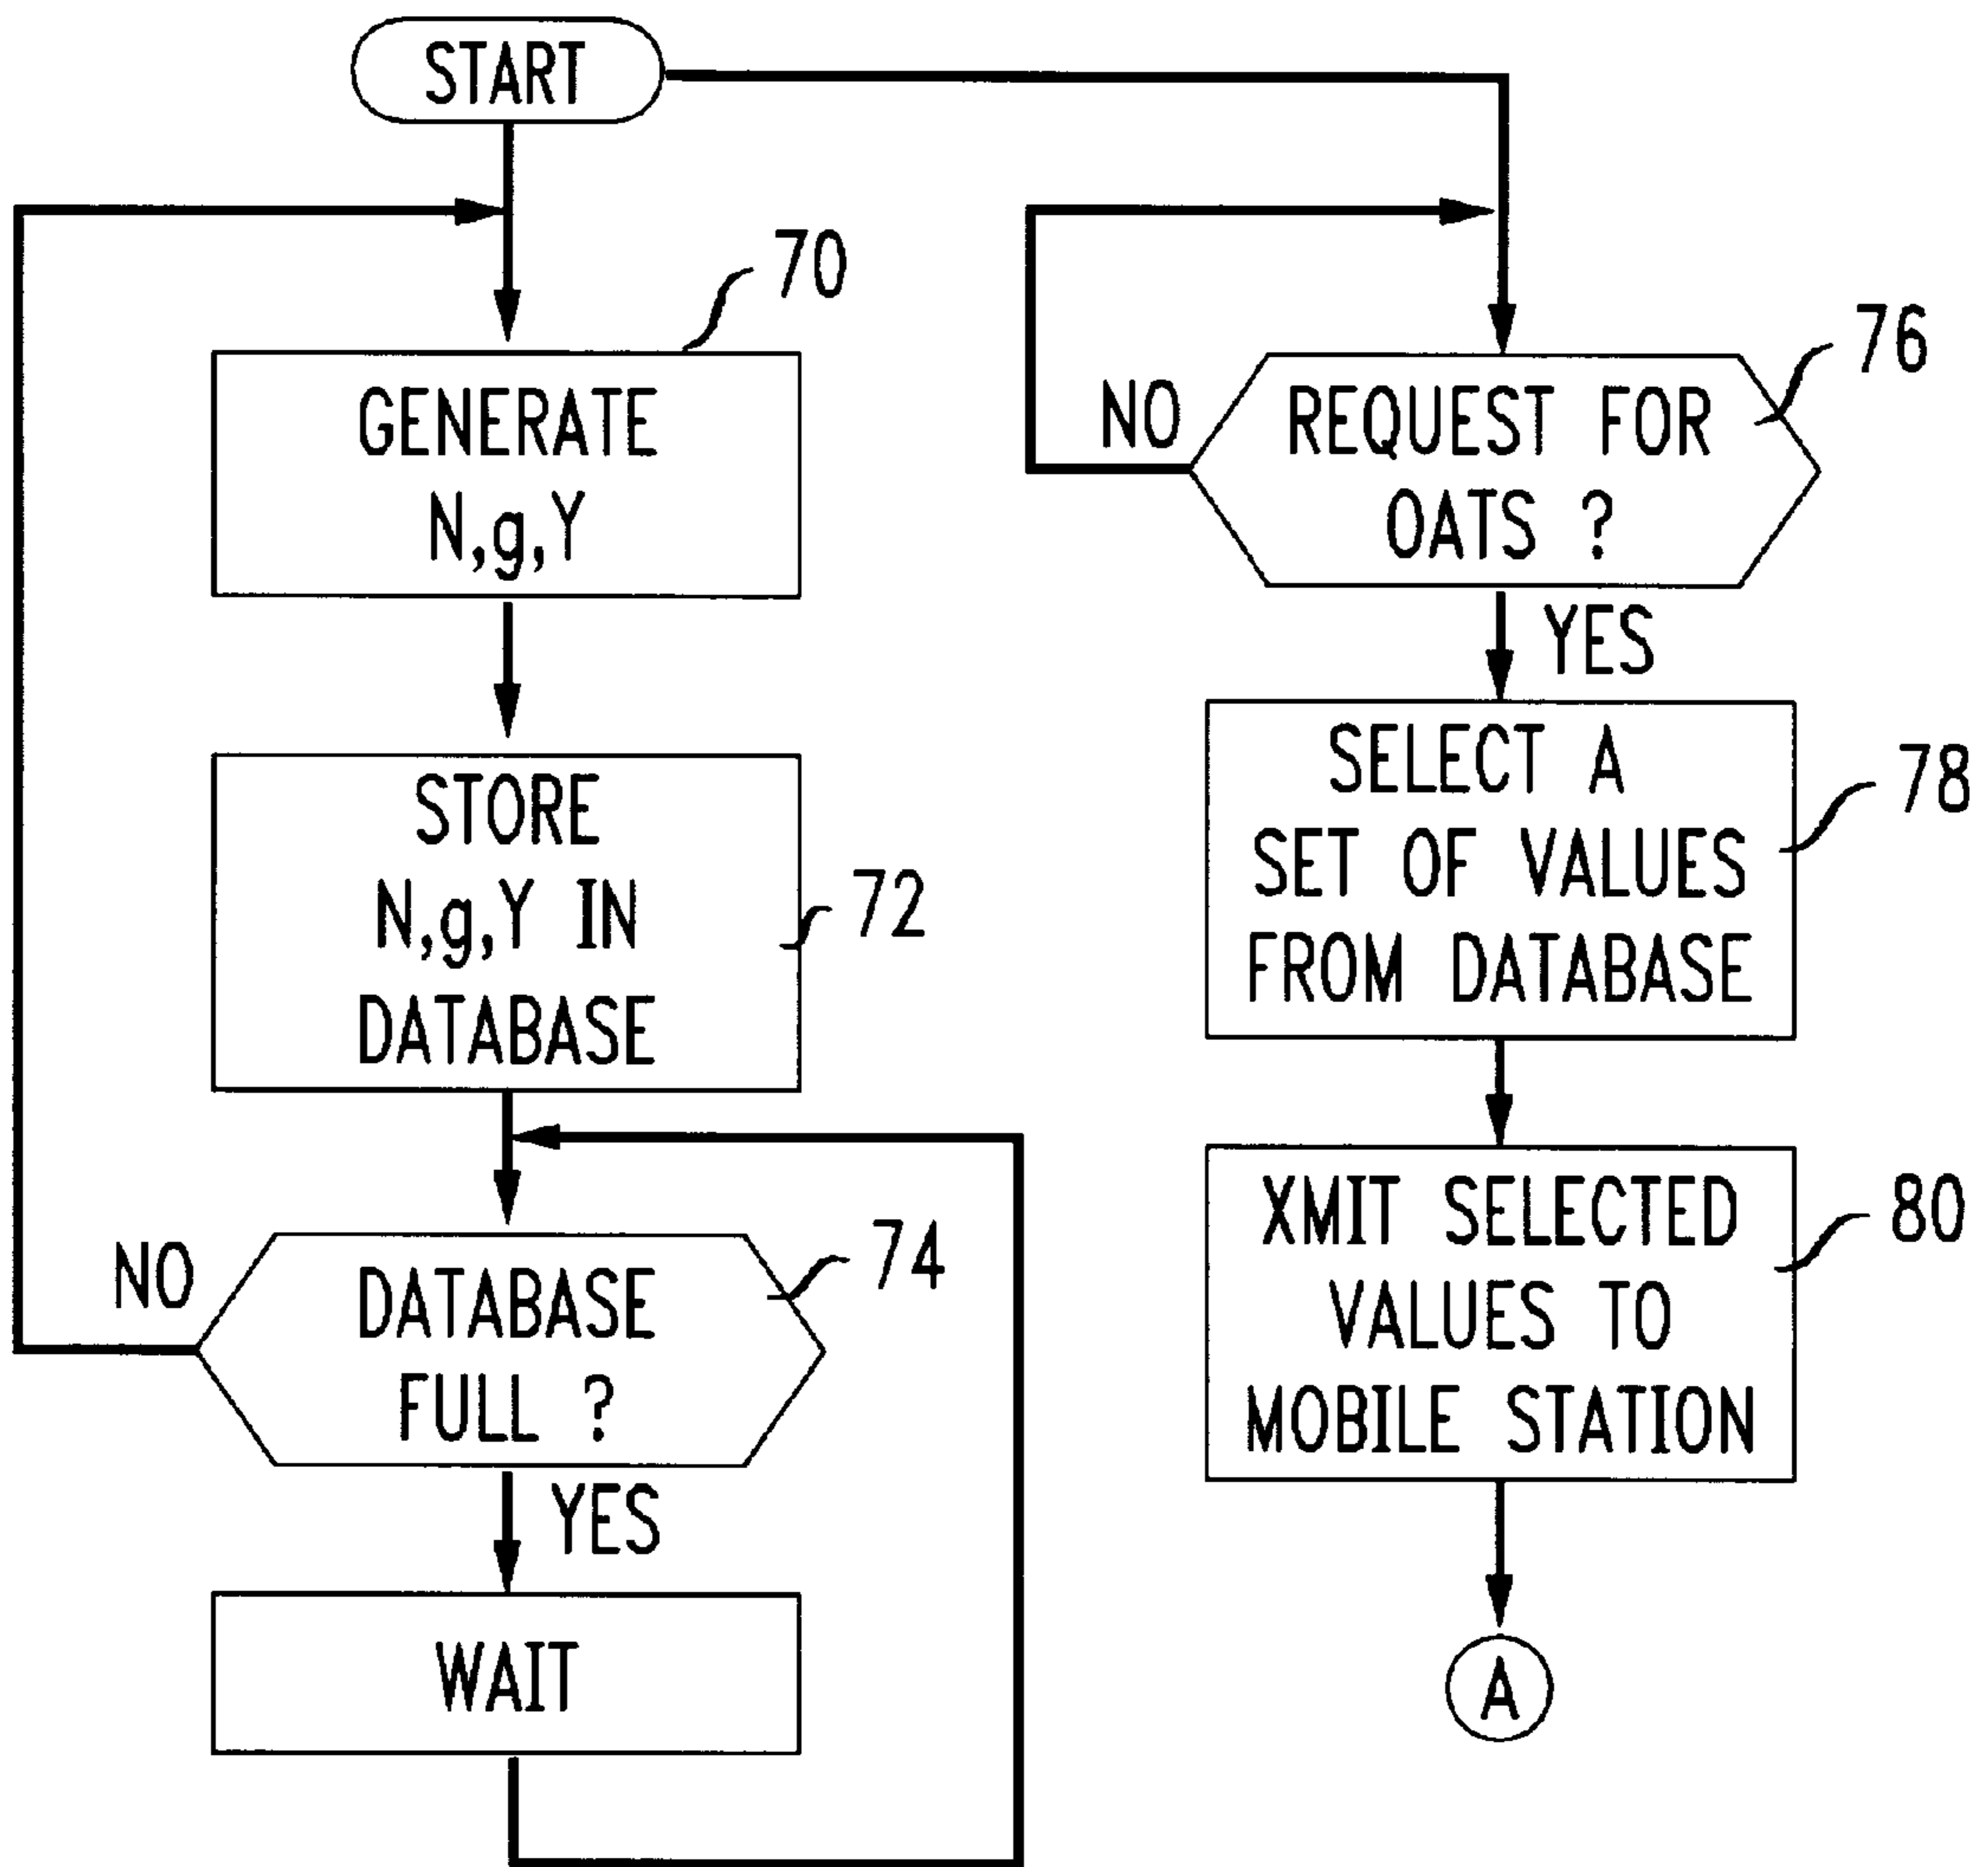 START
70
GENERATE
N,g,Y
72
STORE
N,g,Y IN
DATABASE
74
NO
DATABASE
FULL ?
YES
WAIT
76
NO
REQUEST FOR
OATS ?
YES
78
SELECT A
SET OF VALUES
FROM DATABASE
80
XMIT SELECTED
VALUES TO
MOBILE STATION
A